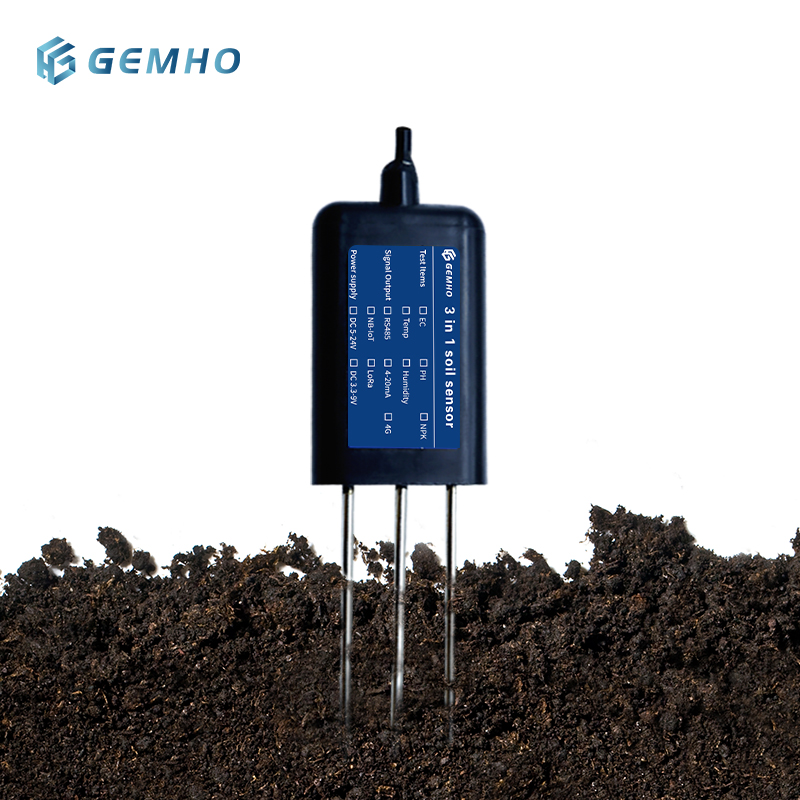 GEMHO
GEMHO 3 in 1 soil sensor
Test Items □ EC □ PH □ NPK
□ Temp □ Humidity
Signal Output □ RS485 □ 4-20mA □ 4G
□ NB-IoT □ LoRa
Power supply □ DC 5-24V □ DC 3.3-9V